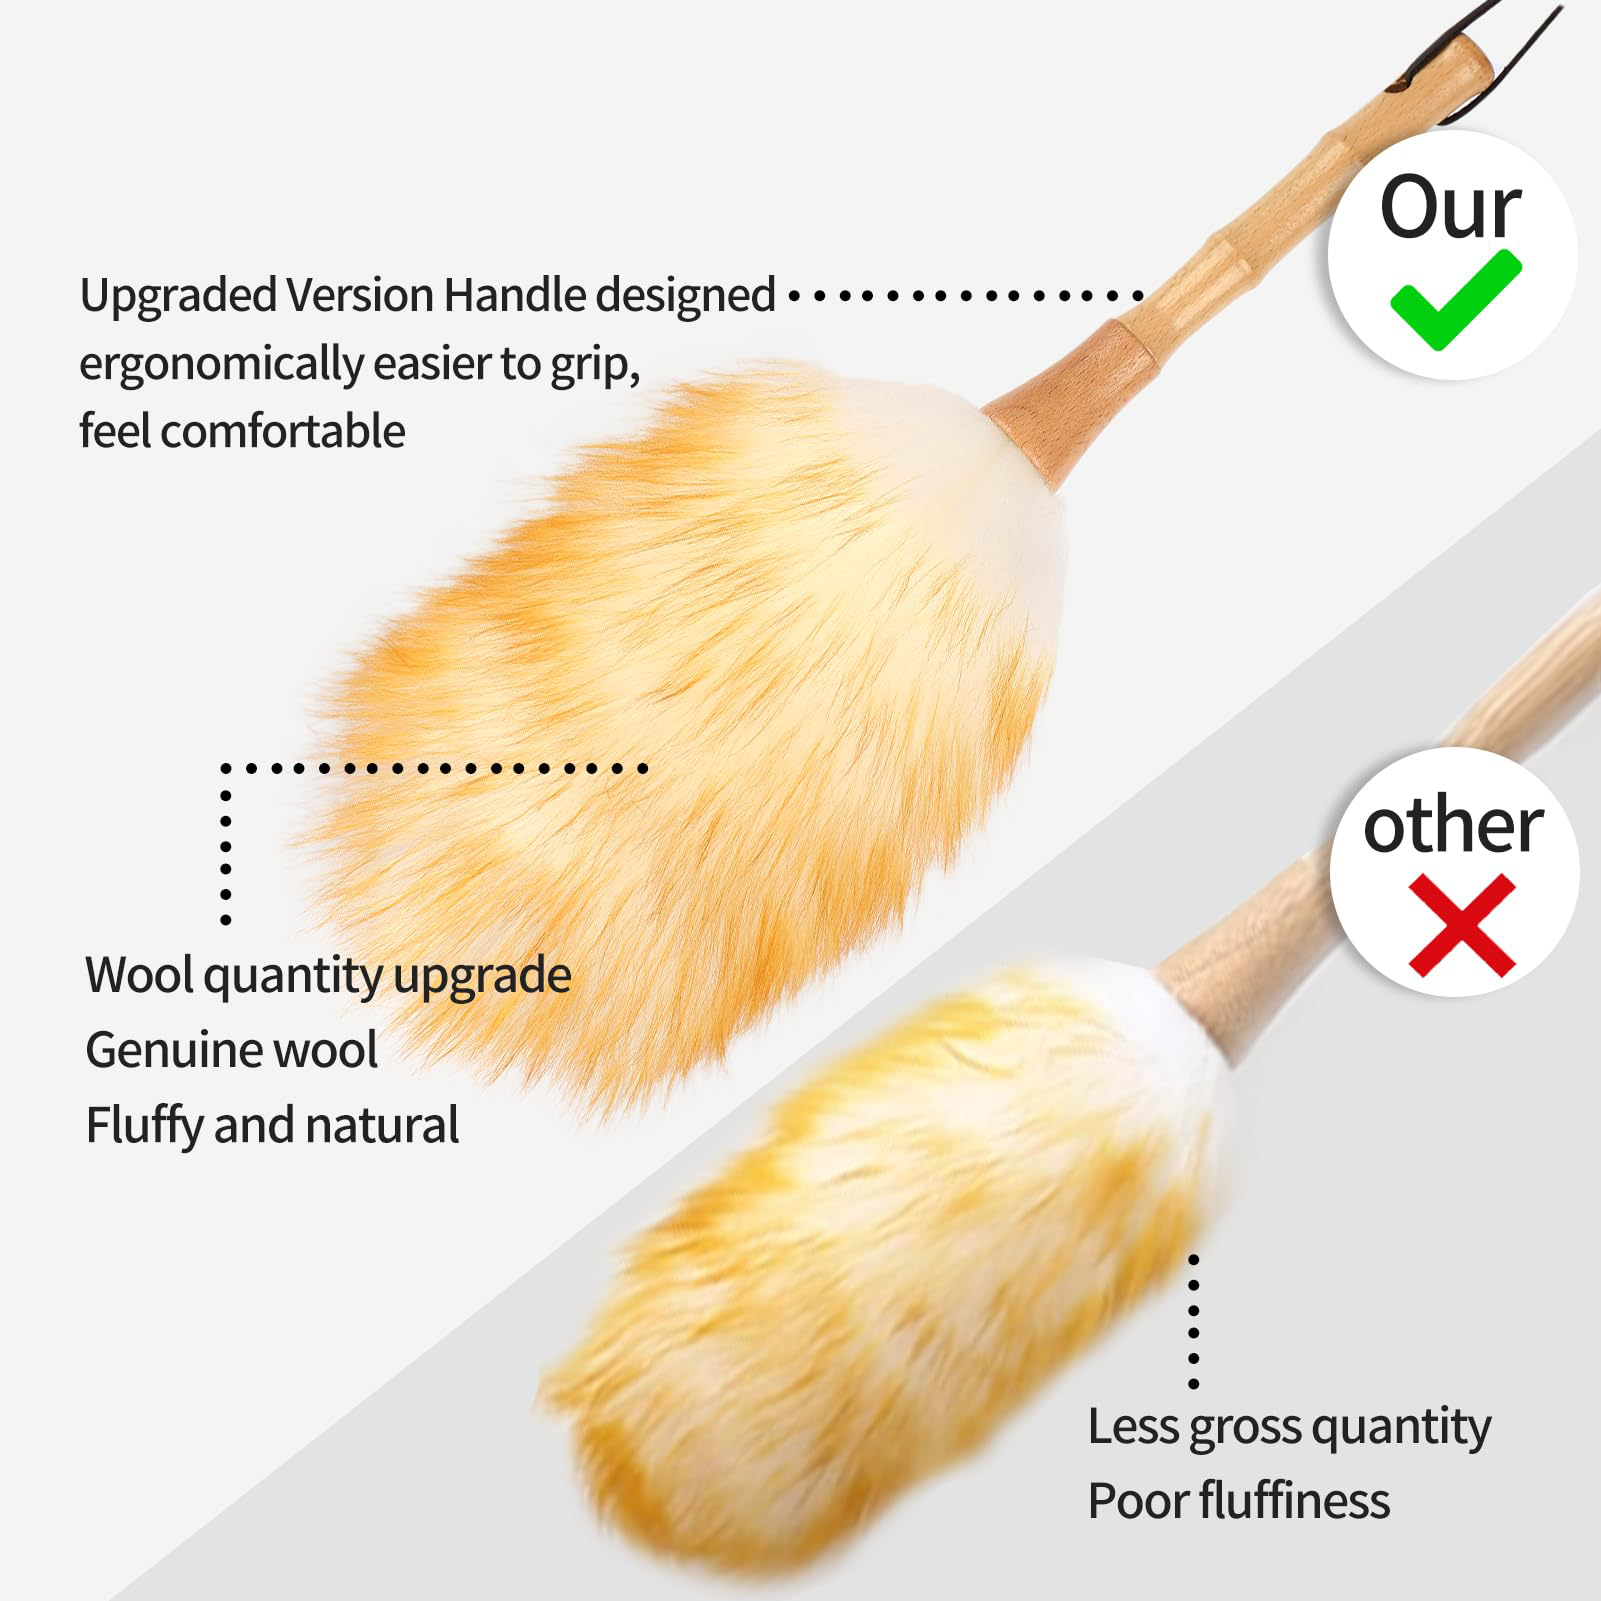 Our
Upgraded Version Handle designed
ergonomically easier to grip,
feel comfortable
other
Wool quantity upgrade
Genuine wool
Fluffy and natural
Less gross quantity
Poor fluffiness